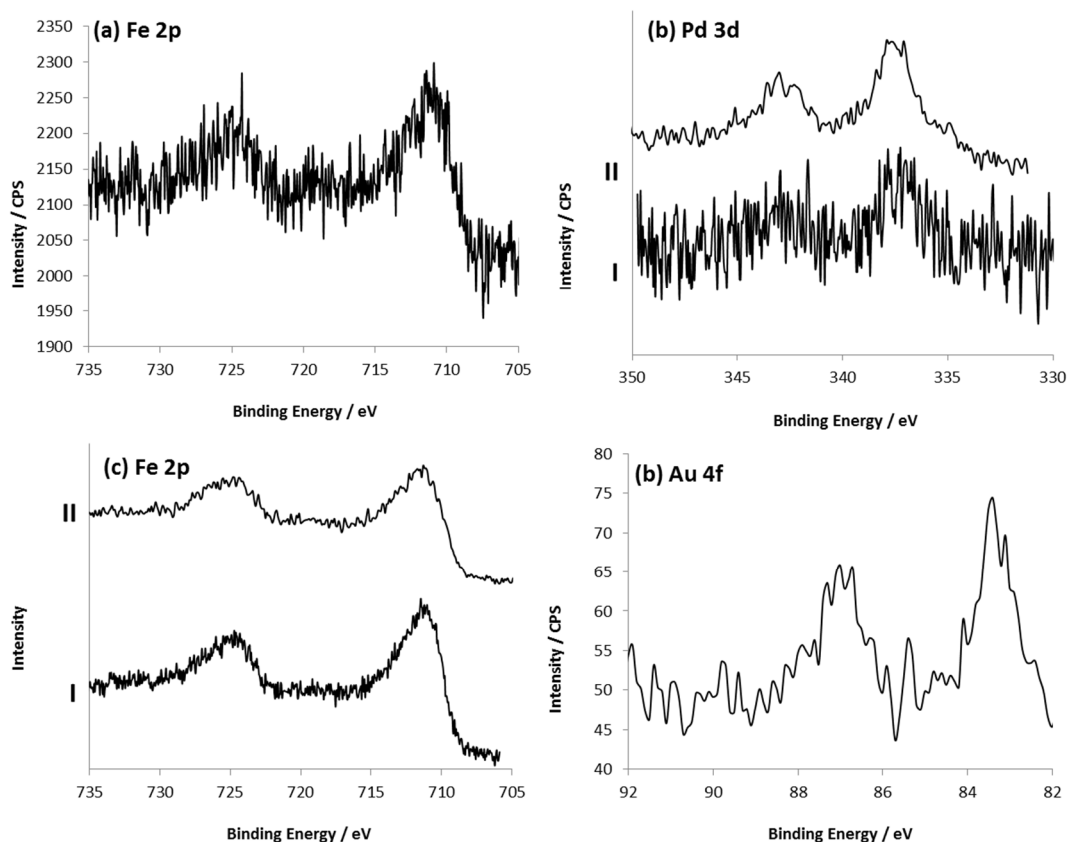 (a) Fe 2p
2350
2300
2250
2200
2150
2100
2050
2000
1950
1900
Intensity / CPS
735 730 725 720 715 710 705
Binding Energy / eV
(b) Pd 3d
II
I
Intensity / CPS
350 345 340 335 330
Binding Energy / eV
(c) Fe 2p
II
I
Intensity
735 730 725 720 715 710 705
Binding Energy / eV
(b) Au 4f
80
75
70
65
60
55
50
45
40
Intensity / CPS
92 90 88 86 84 82
Binding Energy / eV